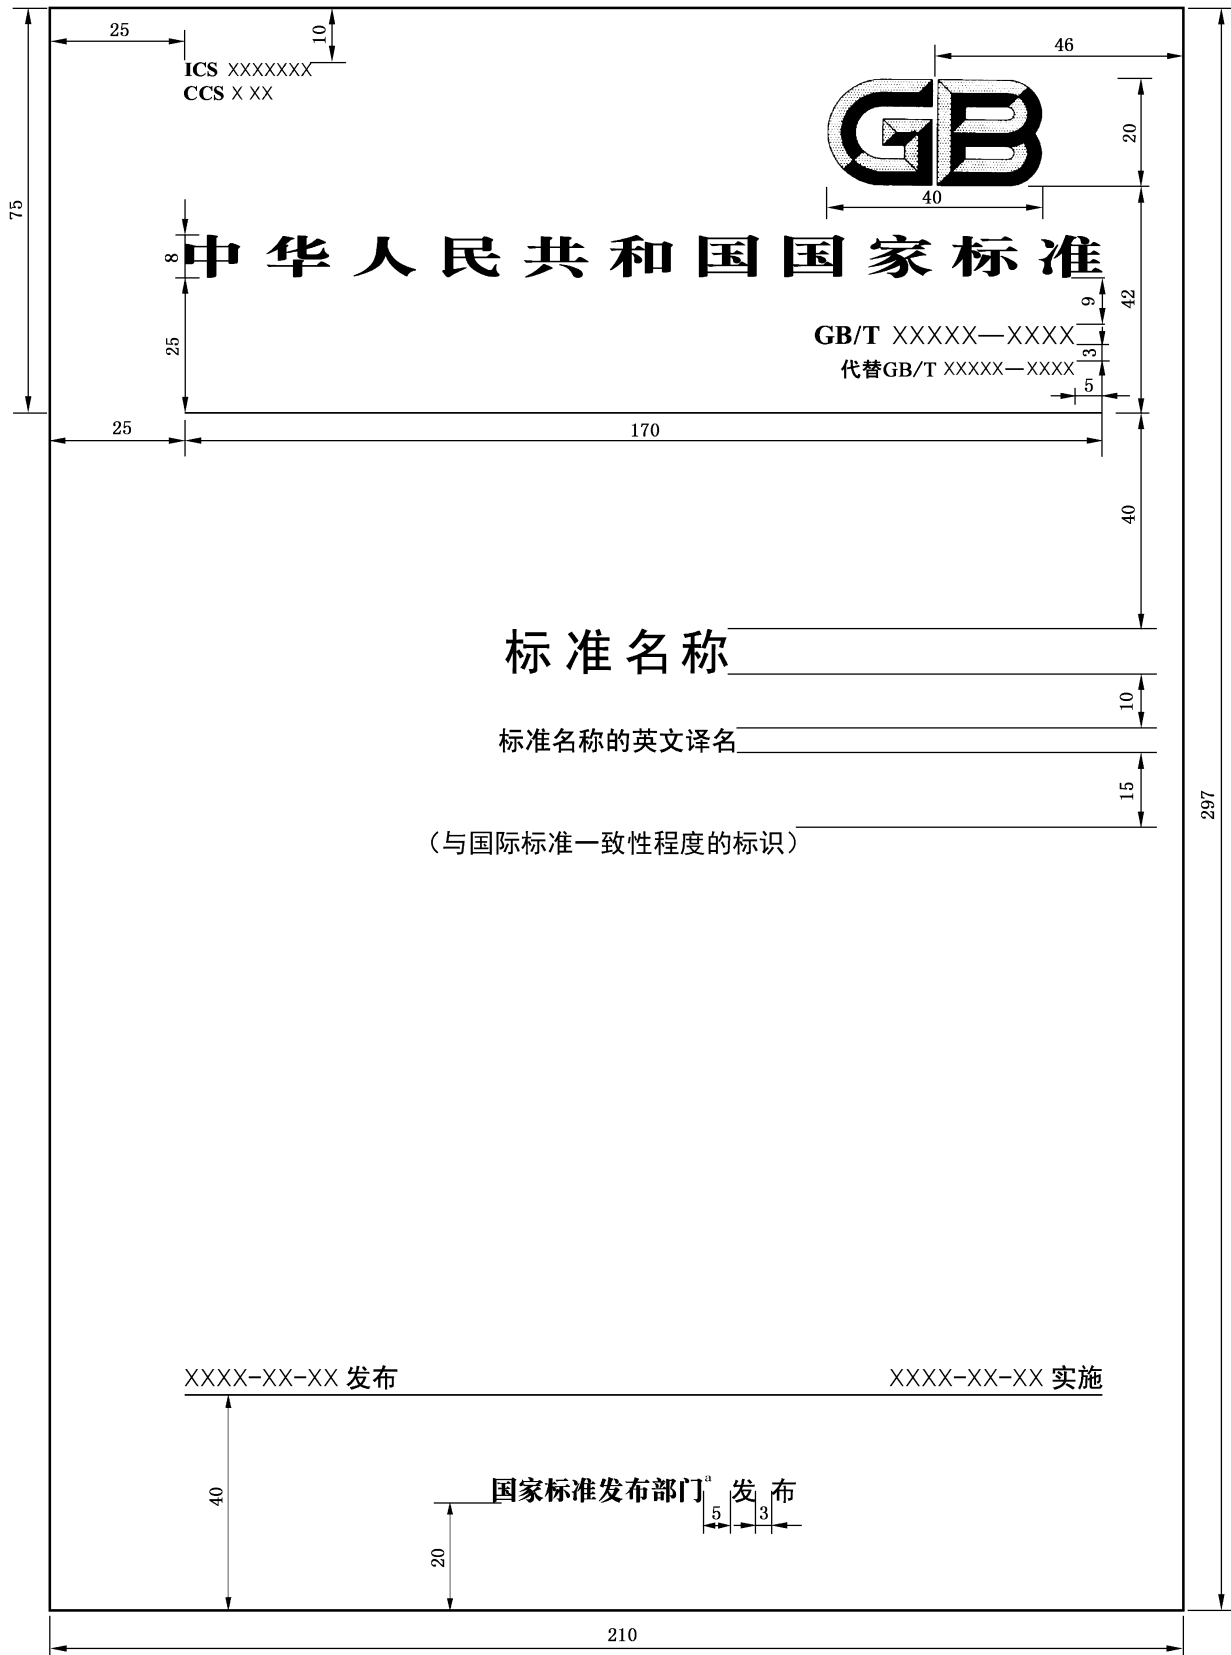 25
10
46
ICS XXXXXXX
CCS X XX
GB
20
75
40
8
中华人民共和国国家标准
42
9
25
GB/T XXXXX—XXXX
3
代替GB/T XXXXX—XXXX
5
25
170
40
标准名称
10
标准名称的英文译名
15
297
（与国际标准一致性程度的标识）
XXXX-XX-XX 发布
XXXX-XX-XX 实施
40
国家标准发布部门a 发布
5
3
20
210